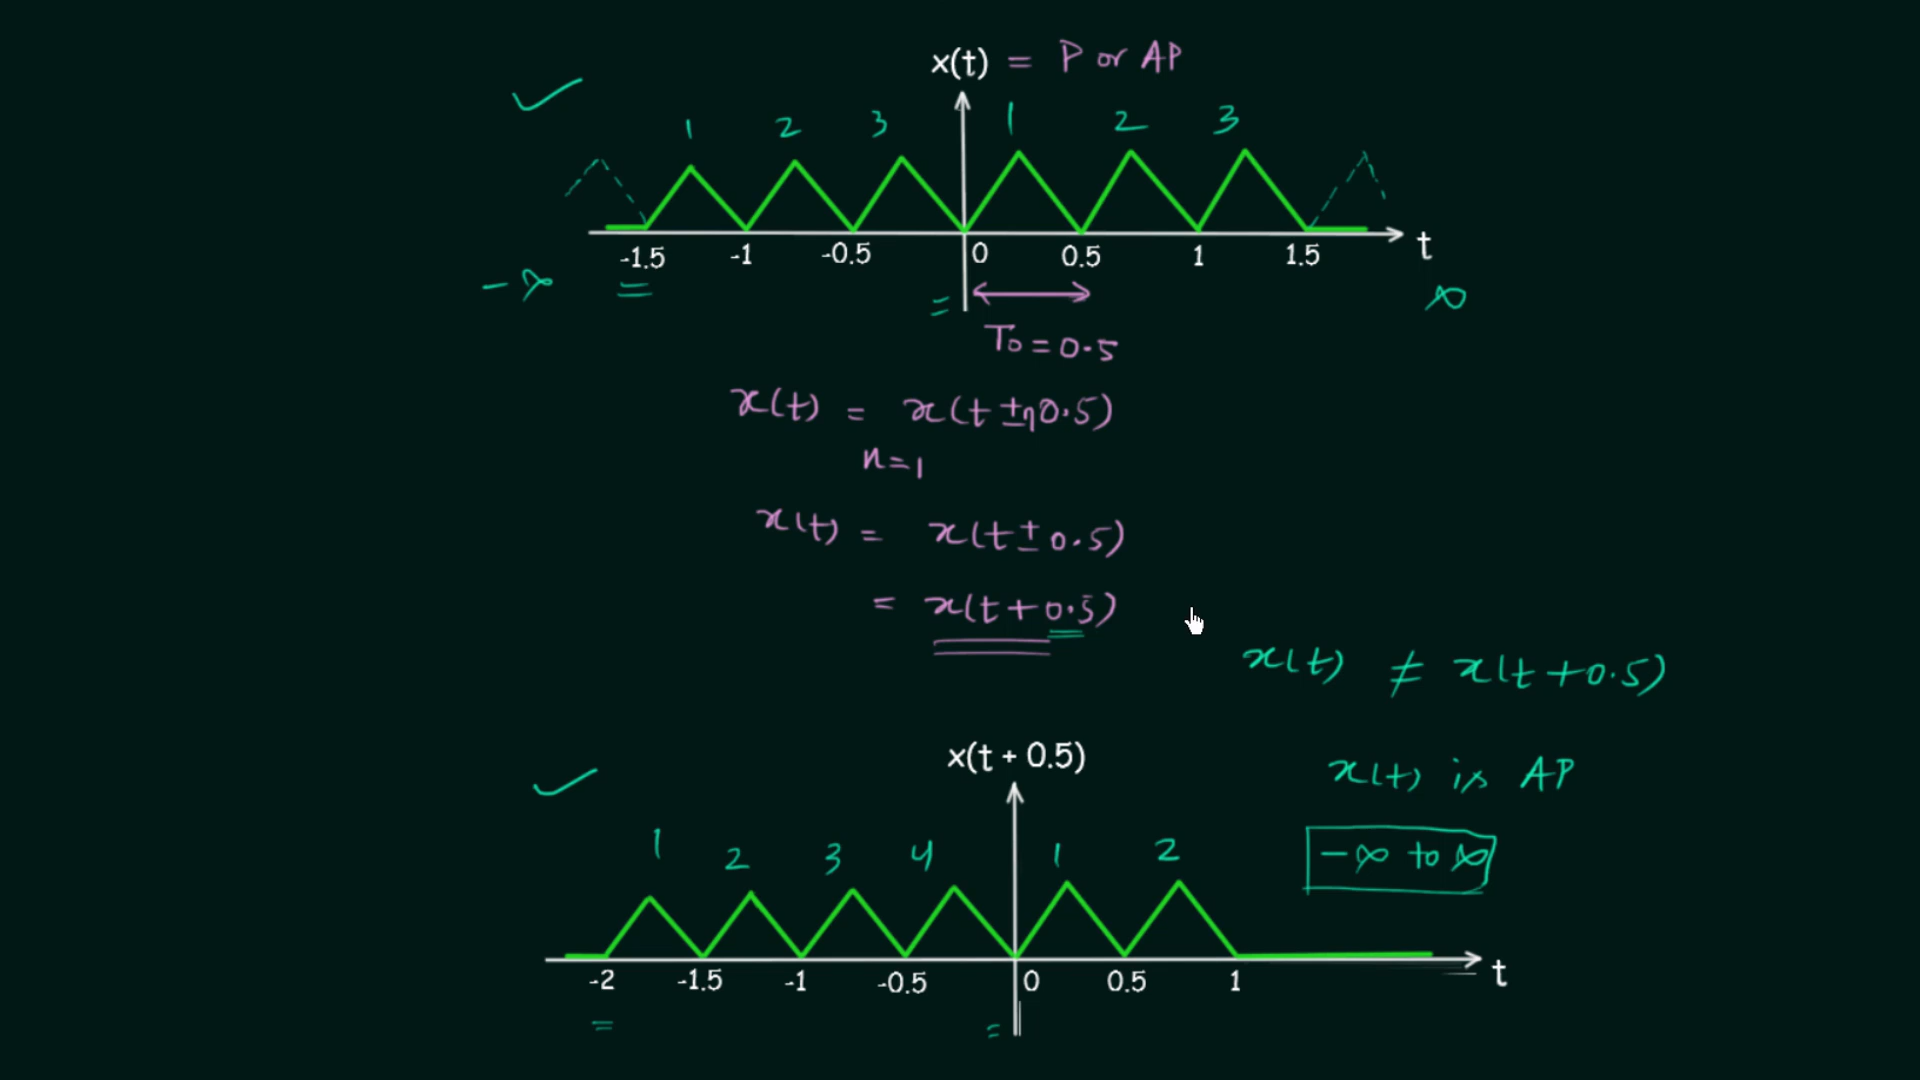 x(t) = P or AP
1 2 3 1 2 3
-1.5 -1 -0.5 0 0.5 1 1.5 t
-∞ = = ∞
T₀ = 0.5
x(t) = x(t ± n0.5)
n = 1
x(t) = x(t ± 0.5)
= x(t + 0.5)
x(t) ≠ x(t + 0.5)
x(t + 0.5)
x(t) is AP
1 2 3 4 1 2
-∞ to ∞
-2 -1.5 -1 -0.5 0 0.5 1 t
= =